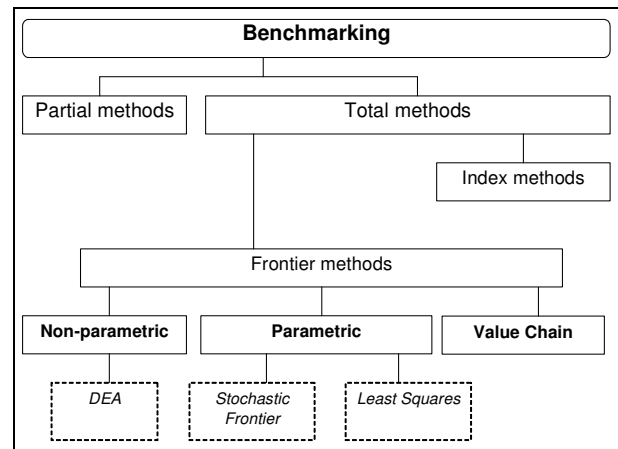 Benchmarking
Partial methods
Total methods
Index methods
Frontier methods
Non-parametric
Parametric
Value Chain
DEA
Stochastic
Frontier
Least Squares